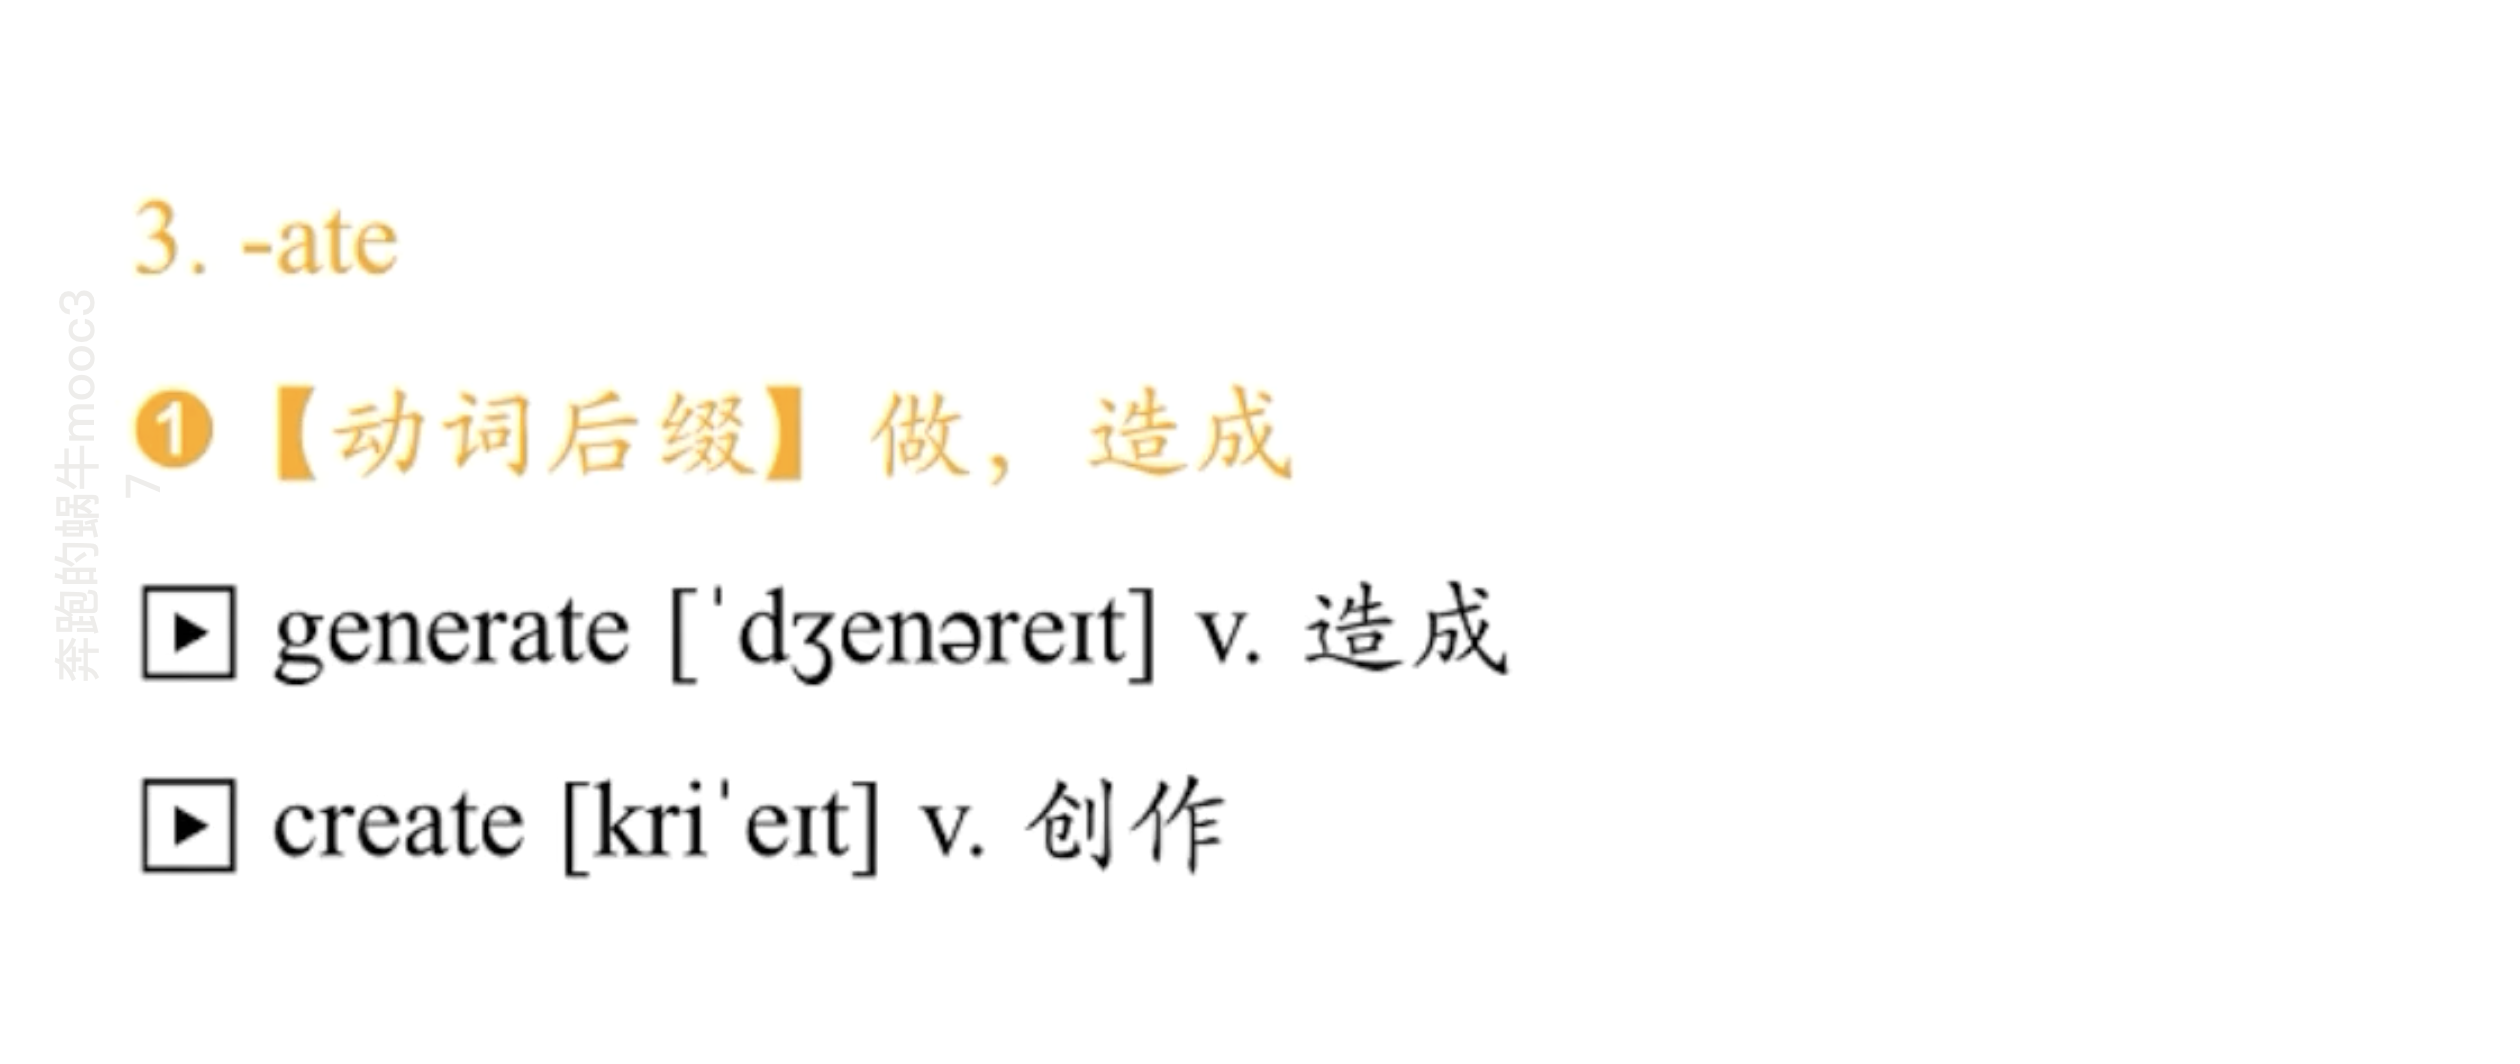 3. -ate
❶【动词后缀】做，造成
▶ generate [ˈdʒenəreɪt] v. 造成
▶ create [kriˈeɪt] v. 创作
奔跑的蜗牛mooc3
7